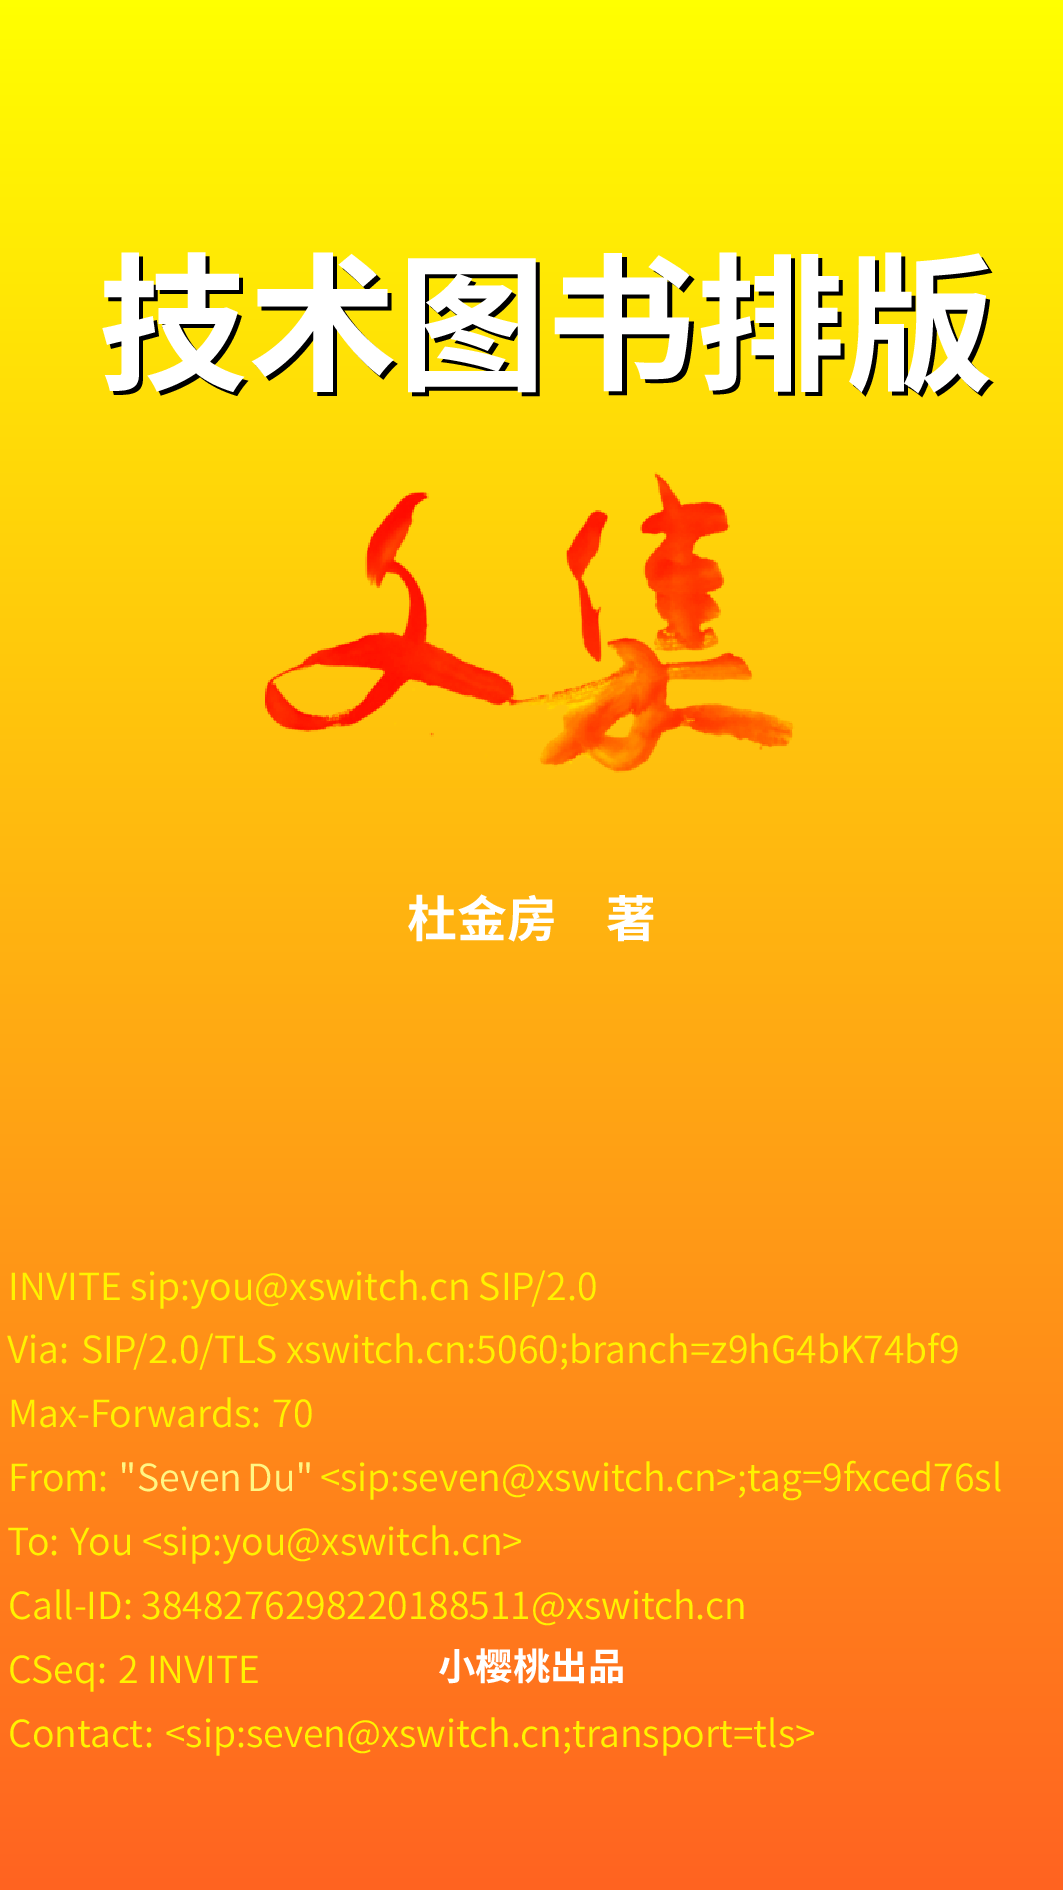 技术图书排版
文集
杜金房　著
INVITE sip:you@xswitch.cn SIP/2.0
Via: SIP/2.0/TLS xswitch.cn:5060;branch=z9hG4bK74bf9
Max-Forwards: 70
From: "Seven Du" <sip:seven@xswitch.cn>;tag=9fxced76sl
To: You <sip:you@xswitch.cn>
Call-ID: 3848276298220188511@xswitch.cn
CSeq: 2 INVITE
小樱桃出品
Contact: <sip:seven@xswitch.cn;transport=tls>